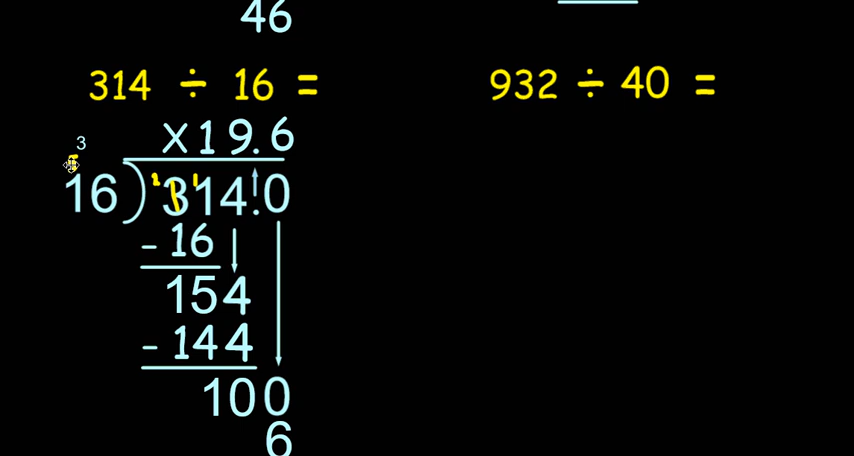 46
314 ÷ 16 =
932 ÷ 40 =
3
x19.6
16)314.0
- 16
154
- 144
100
6